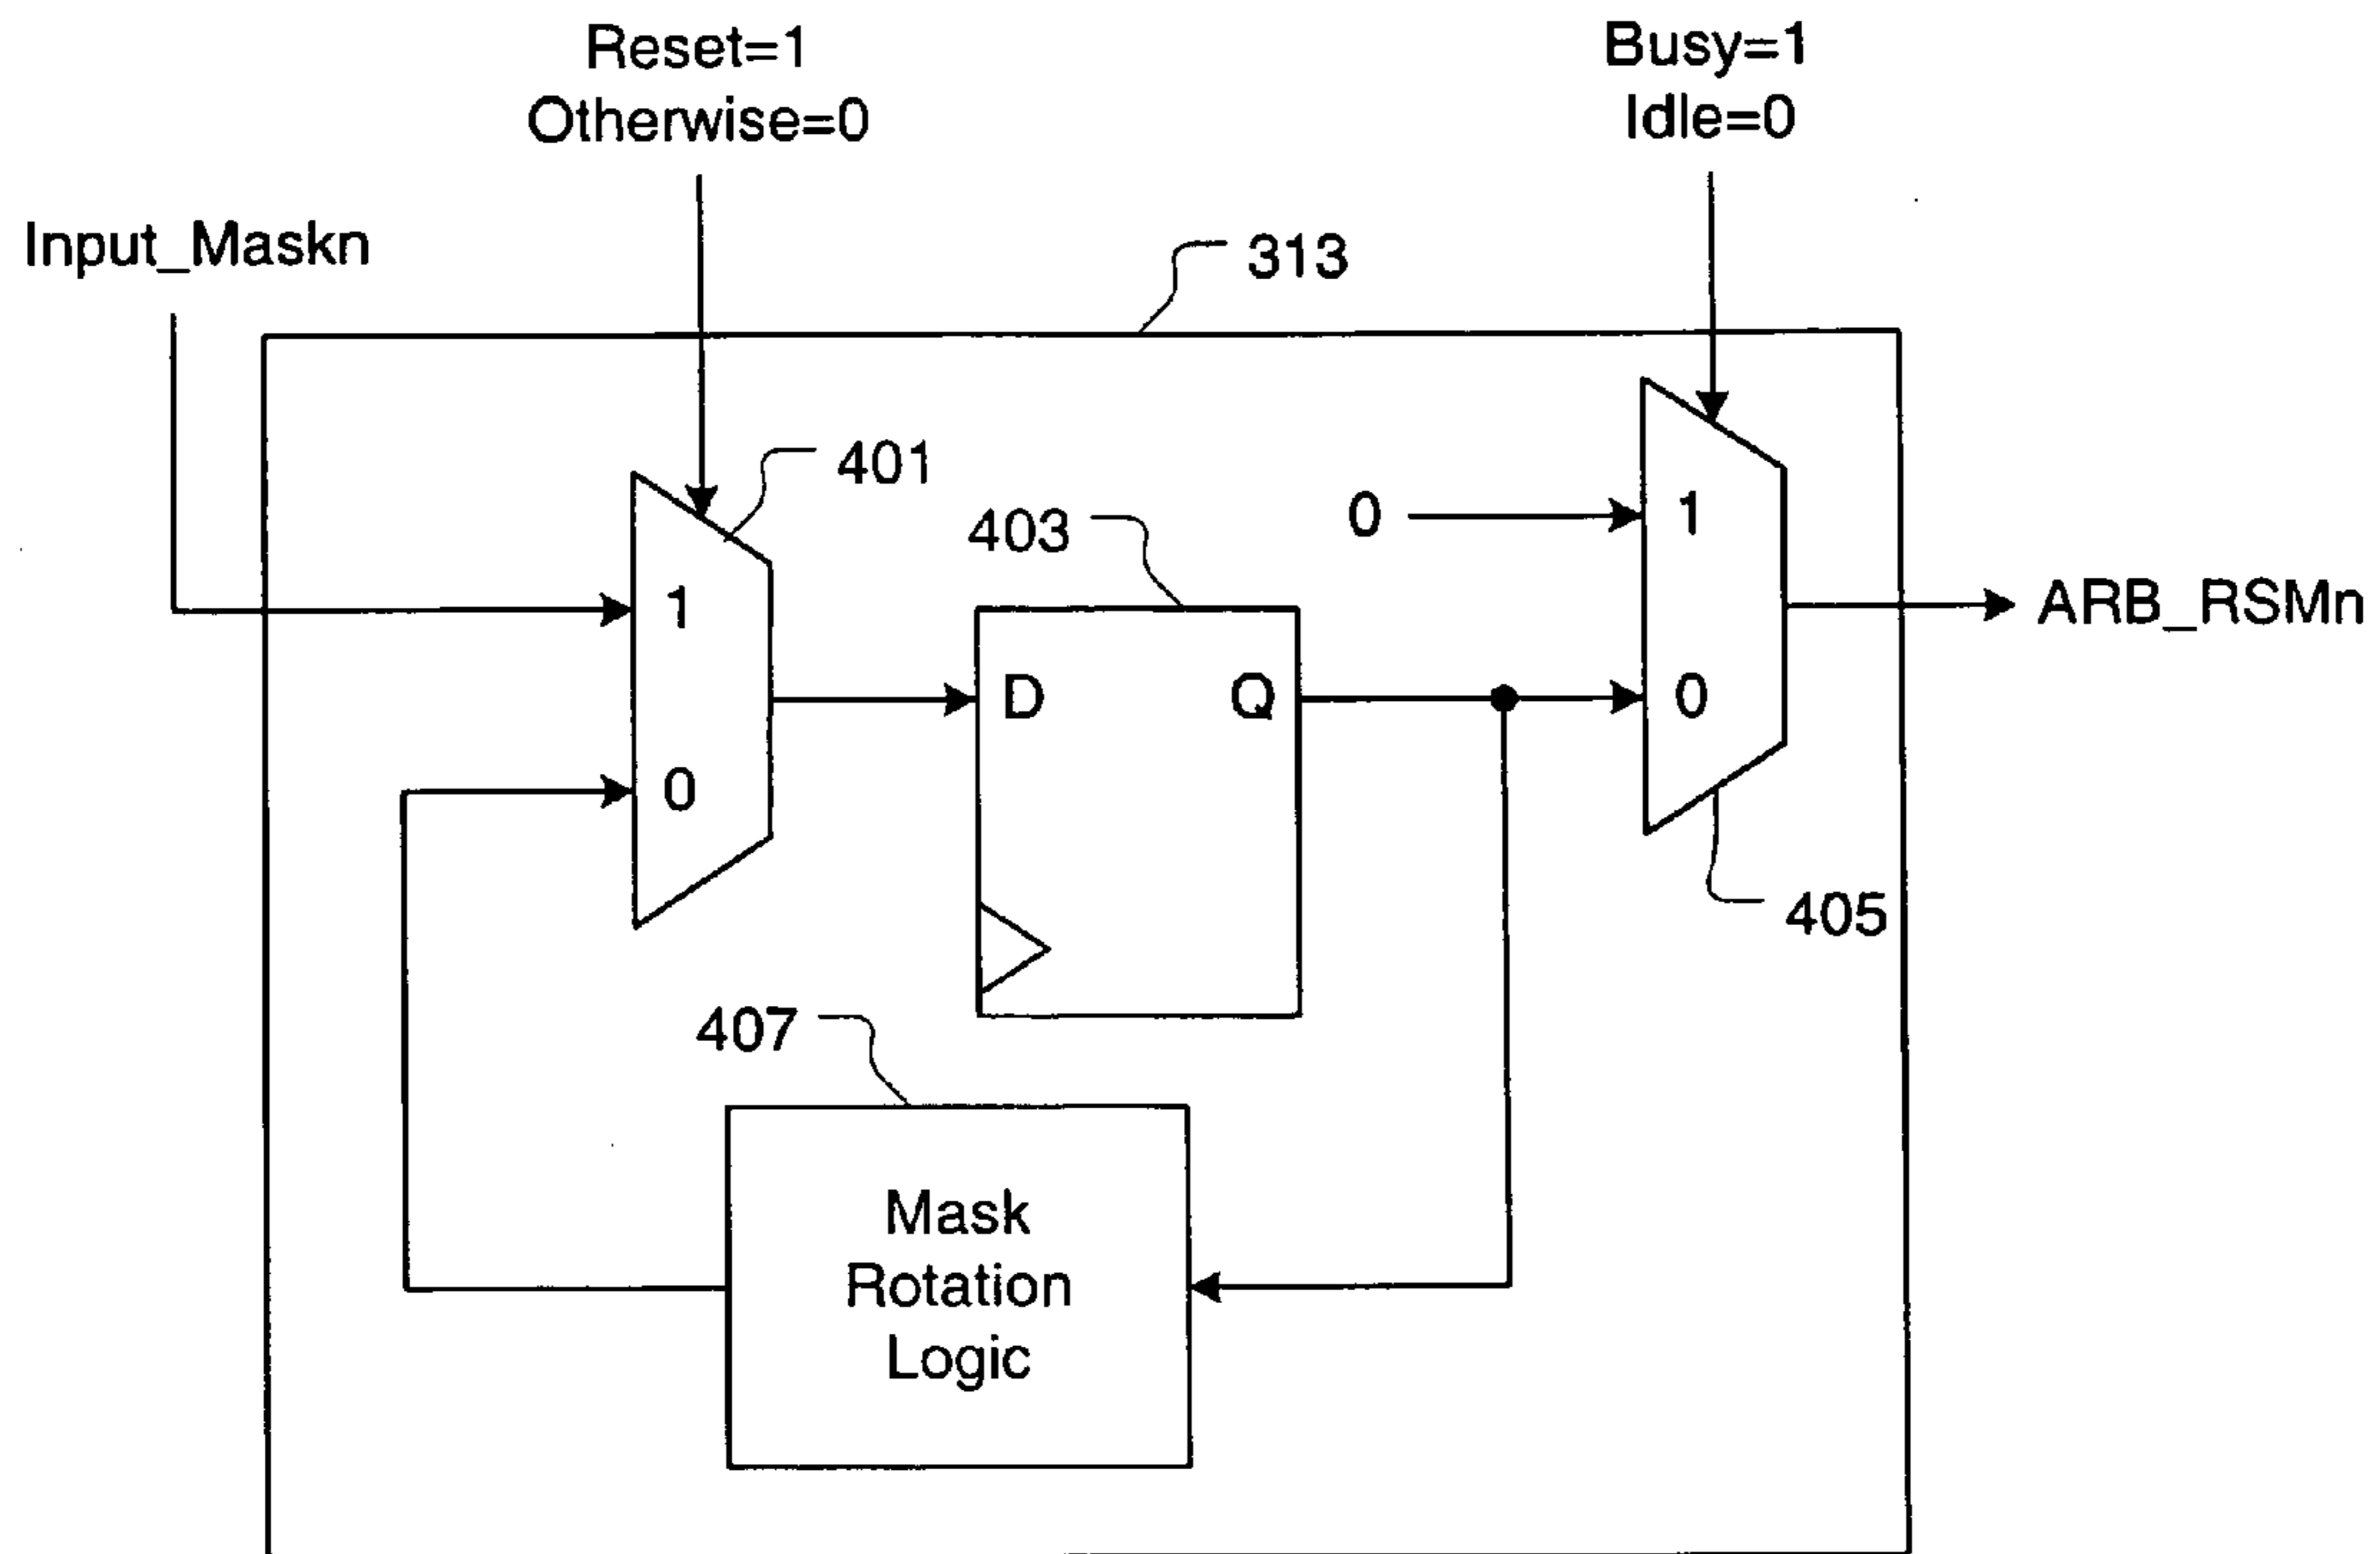 Reset=1
Otherwise=0
Busy=1
Idle=0
Input_Maskn
313
401
403
0
1
1
0
D
Q
0
ARB_RSMn
405
407
Mask
Rotation
Logic